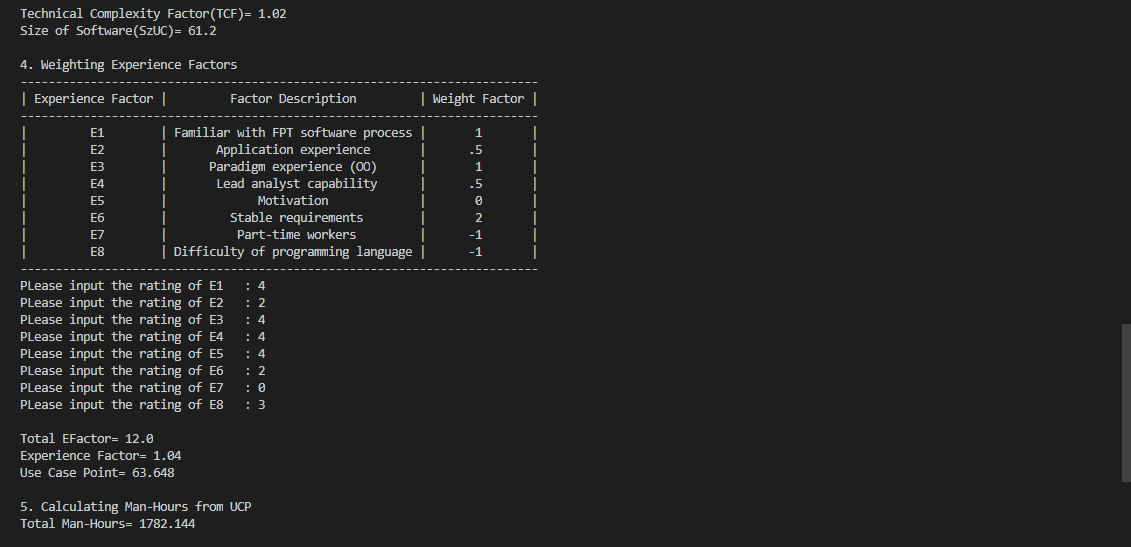 Technical Complexity Factor(TCF)= 1.02
Size of Software(SzUC)= 61.2
4. Weighting Experience Factors
--------------------------------------------------------------------------
| Experience Factor | Factor Description | Weight Factor |
--------------------------------------------------------------------------
| E1 | Familiar with FPT software process | 1 |
| E2 | Application experience | .5 |
| E3 | Paradigm experience (OO) | 1 |
| E4 | Lead analyst capability | .5 |
| E5 | Motivation | 0 |
| E6 | Stable requirements | 2 |
| E7 | Part-time workers | -1 |
| E8 | Difficulty of programming language | -1 |
--------------------------------------------------------------------------
PLease input the rating of E1 : 4
PLease input the rating of E2 : 2
PLease input the rating of E3 : 4
PLease input the rating of E4 : 4
PLease input the rating of E5 : 4
PLease input the rating of E6 : 2
PLease input the rating of E7 : 0
PLease input the rating of E8 : 3
Total EFactor= 12.0
Experience Factor= 1.04
Use Case Point= 63.648
5. Calculating Man-Hours from UCP
Total Man-Hours= 1782.144